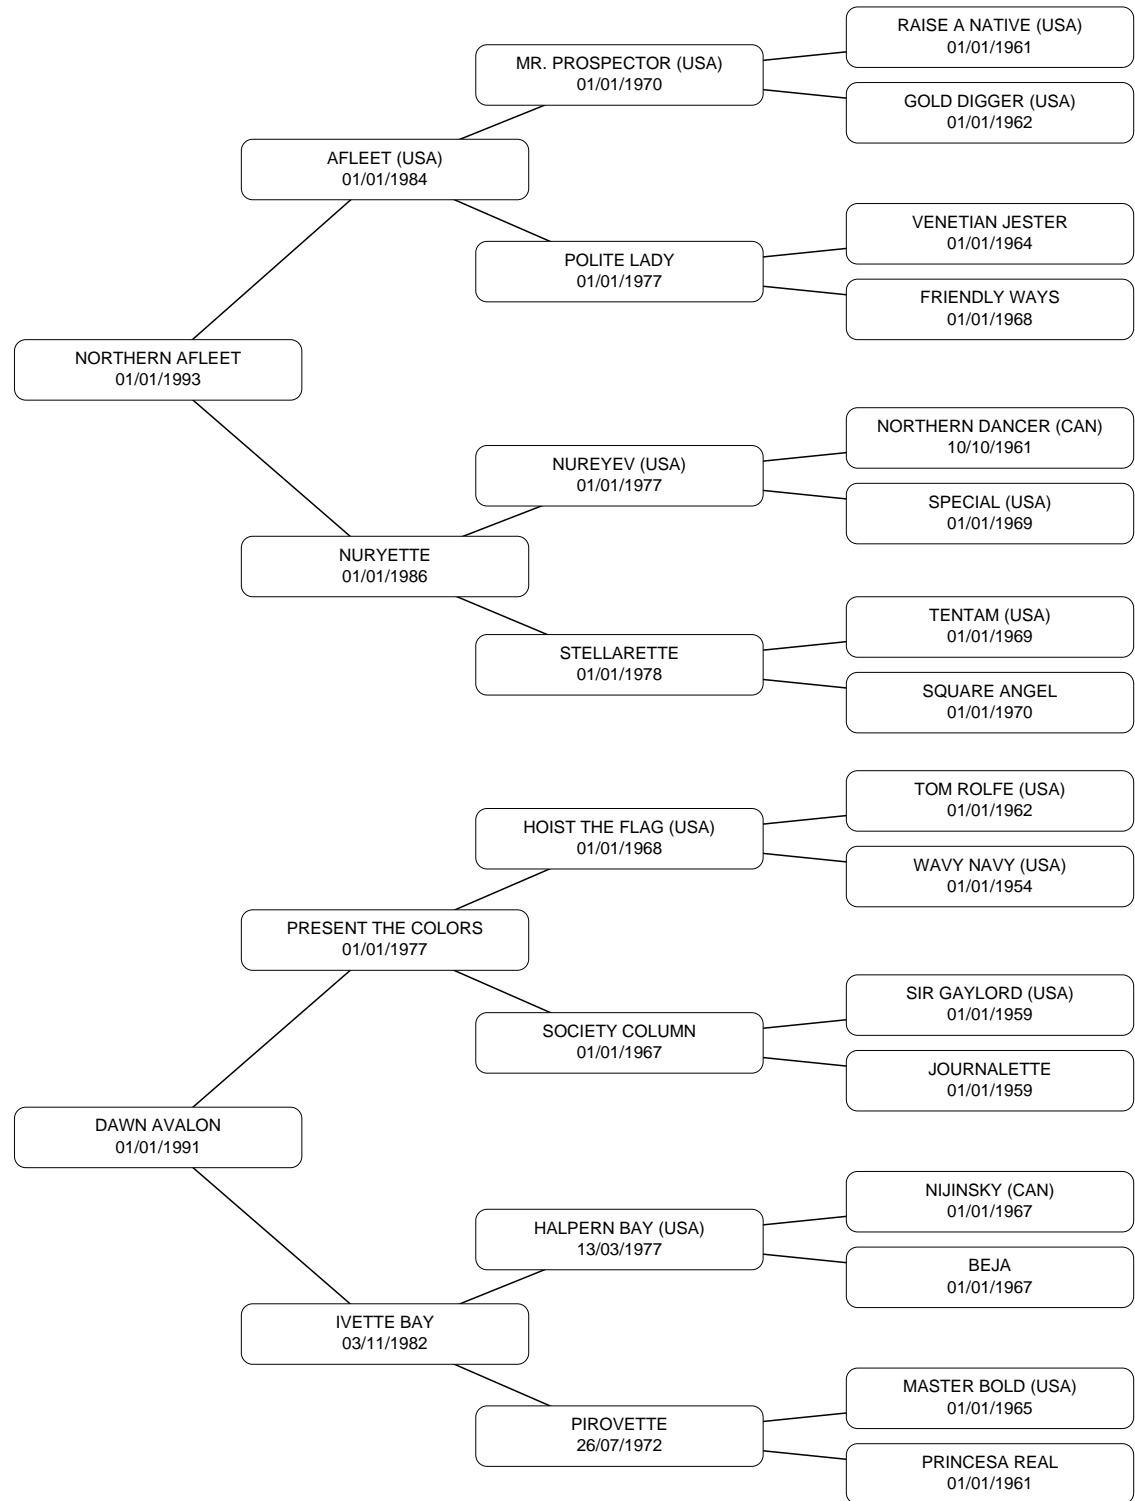 RAISE A NATIVE (USA)
01/01/1961
MR. PROSPECTOR (USA)
01/01/1970
GOLD DIGGER (USA)
01/01/1962
AFLEET (USA)
01/01/1984
VENETIAN JESTER
01/01/1964
POLITE LADY
01/01/1977
FRIENDLY WAYS
01/01/1968
NORTHERN AFLEET
01/01/1993
NORTHERN DANCER (CAN)
10/10/1961
NUREYEV (USA)
01/01/1977
SPECIAL (USA)
01/01/1969
NURYETTE
01/01/1986
TENTAM (USA)
01/01/1969
STELLARETTE
01/01/1978
SQUARE ANGEL
01/01/1970
TOM ROLFE (USA)
01/01/1962
HOIST THE FLAG (USA)
01/01/1968
WAVY NAVY (USA)
01/01/1954
PRESENT THE COLORS
01/01/1977
SIR GAYLORD (USA)
01/01/1959
SOCIETY COLUMN
01/01/1967
JOURNALETTE
01/01/1959
DAWN AVALON
01/01/1991
NIJINSKY (CAN)
01/01/1967
HALPERN BAY (USA)
13/03/1977
BEJA
01/01/1967
IVETTE BAY
03/11/1982
MASTER BOLD (USA)
01/01/1965
PIROVETTE
26/07/1972
PRINCESA REAL
01/01/1961